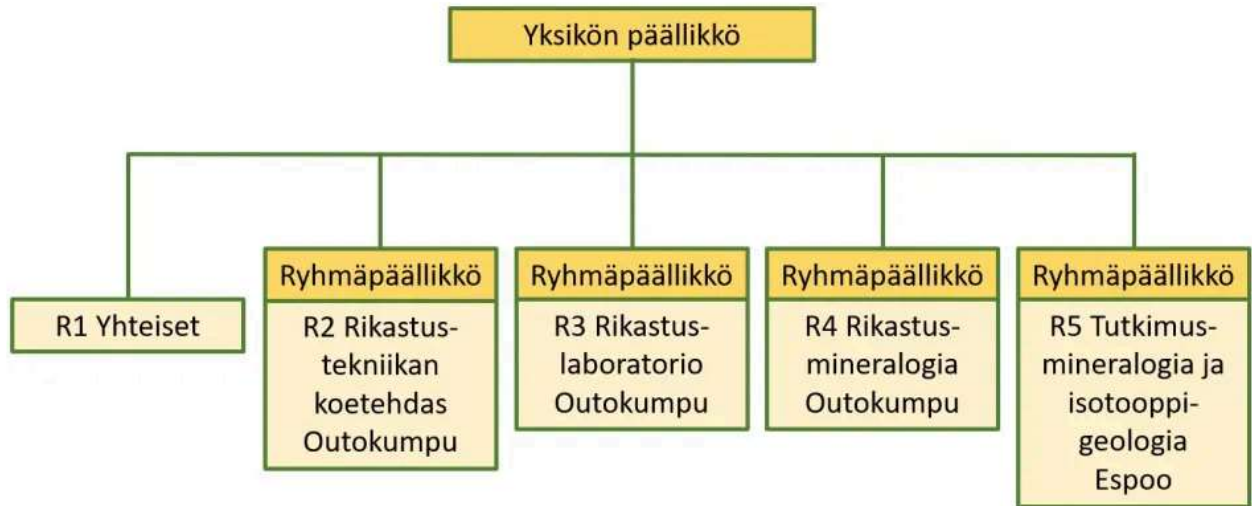 Yksikön päällikkö
R1 Yhteiset
Ryhmäpäällikkö
R2 Rikastus-
tekniikan
koetehdas
Outokumpu
Ryhmäpäällikkö
R3 Rikastus-
laboratorio
Outokumpu
Ryhmäpäällikkö
R4 Rikastus-
mineralogia
Outokumpu
Ryhmäpäällikkö
R5 Tutkimus-
mineralogia ja
isotooppi-
geologia
Espoo